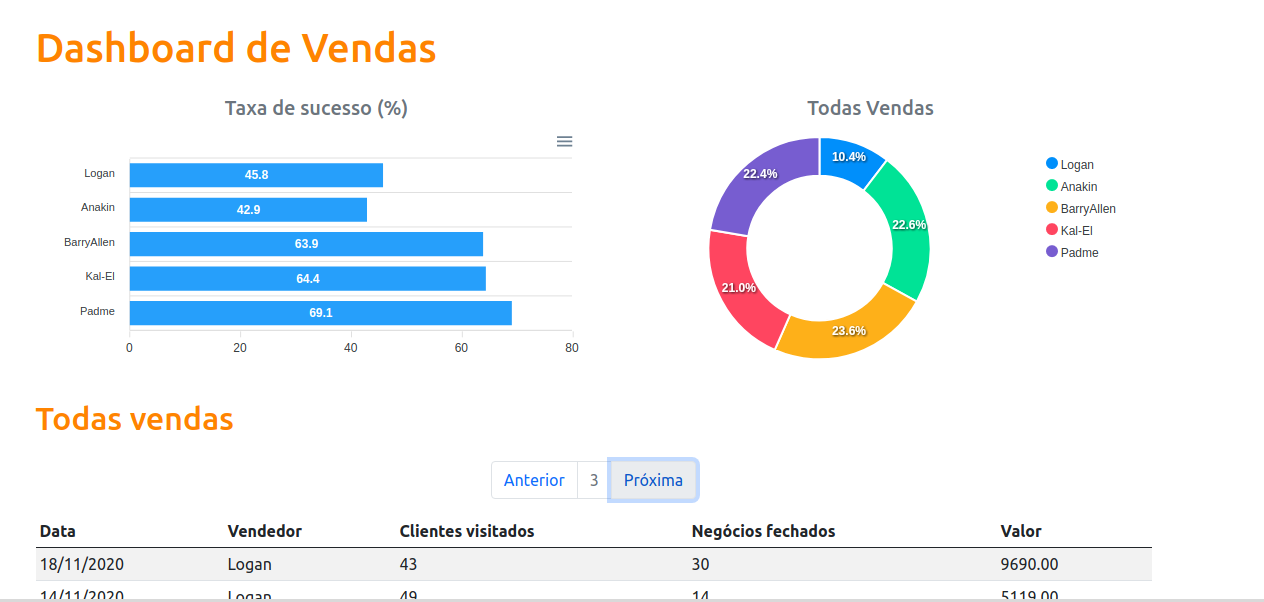 Dashboard de Vendas
Taxa de sucesso (%)
Logan 45.8
Anakin 42.9
BarryAllen 63.9
Kal-El 64.4
Padme 69.1
0 20 40 60 80
Todas Vendas
10.4%
22.6%
23.6%
21.0%
22.4%
Logan
Anakin
BarryAllen
Kal-El
Padme
Todas vendas
Anterior 3 Próxima
Data Vendedor Clientes visitados Negócios fechados Valor
18/11/2020 Logan 43 30 9690.00
14/11/2020 Logan 49 14 5119.00